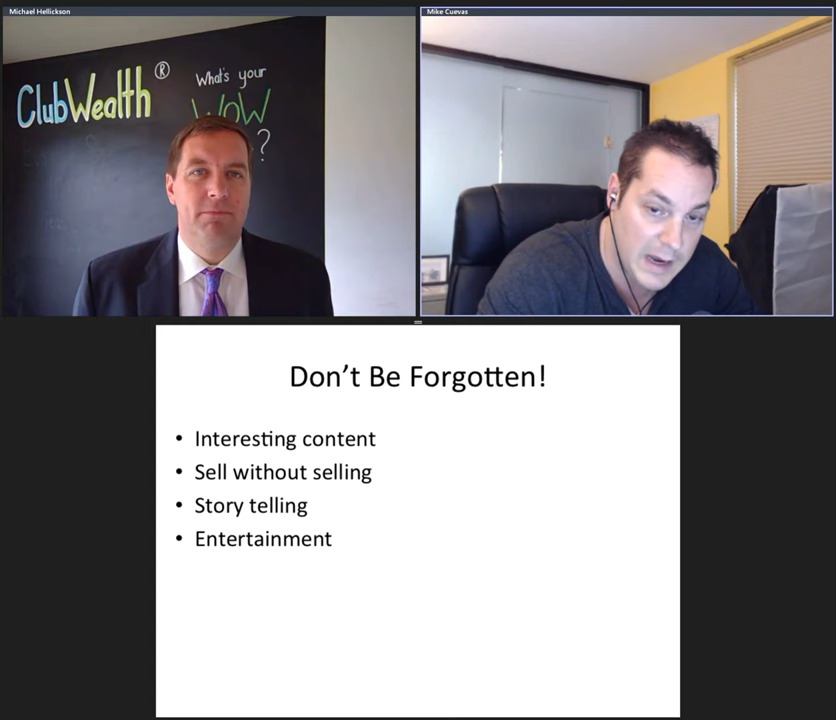 Michael Hellickson
Mike Cuevas
ClubWealth®
What's your
WOW
?
Don't Be Forgotten!
• Interesting content
• Sell without selling
• Story telling
• Entertainment